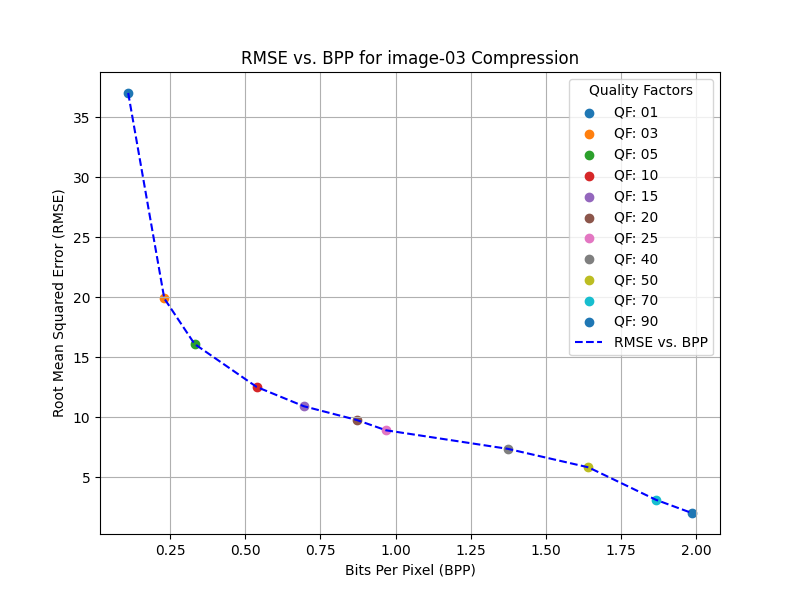 RMSE vs. BPP for image-03 Compression
Root Mean Squared Error (RMSE)
35
30
25
20
15
10
5
Quality Factors
QF: 01
QF: 03
QF: 05
QF: 10
QF: 15
QF: 20
QF: 25
QF: 40
QF: 50
QF: 70
QF: 90
RMSE vs. BPP
0.25 0.50 0.75 1.00 1.25 1.50 1.75 2.00
Bits Per Pixel (BPP)